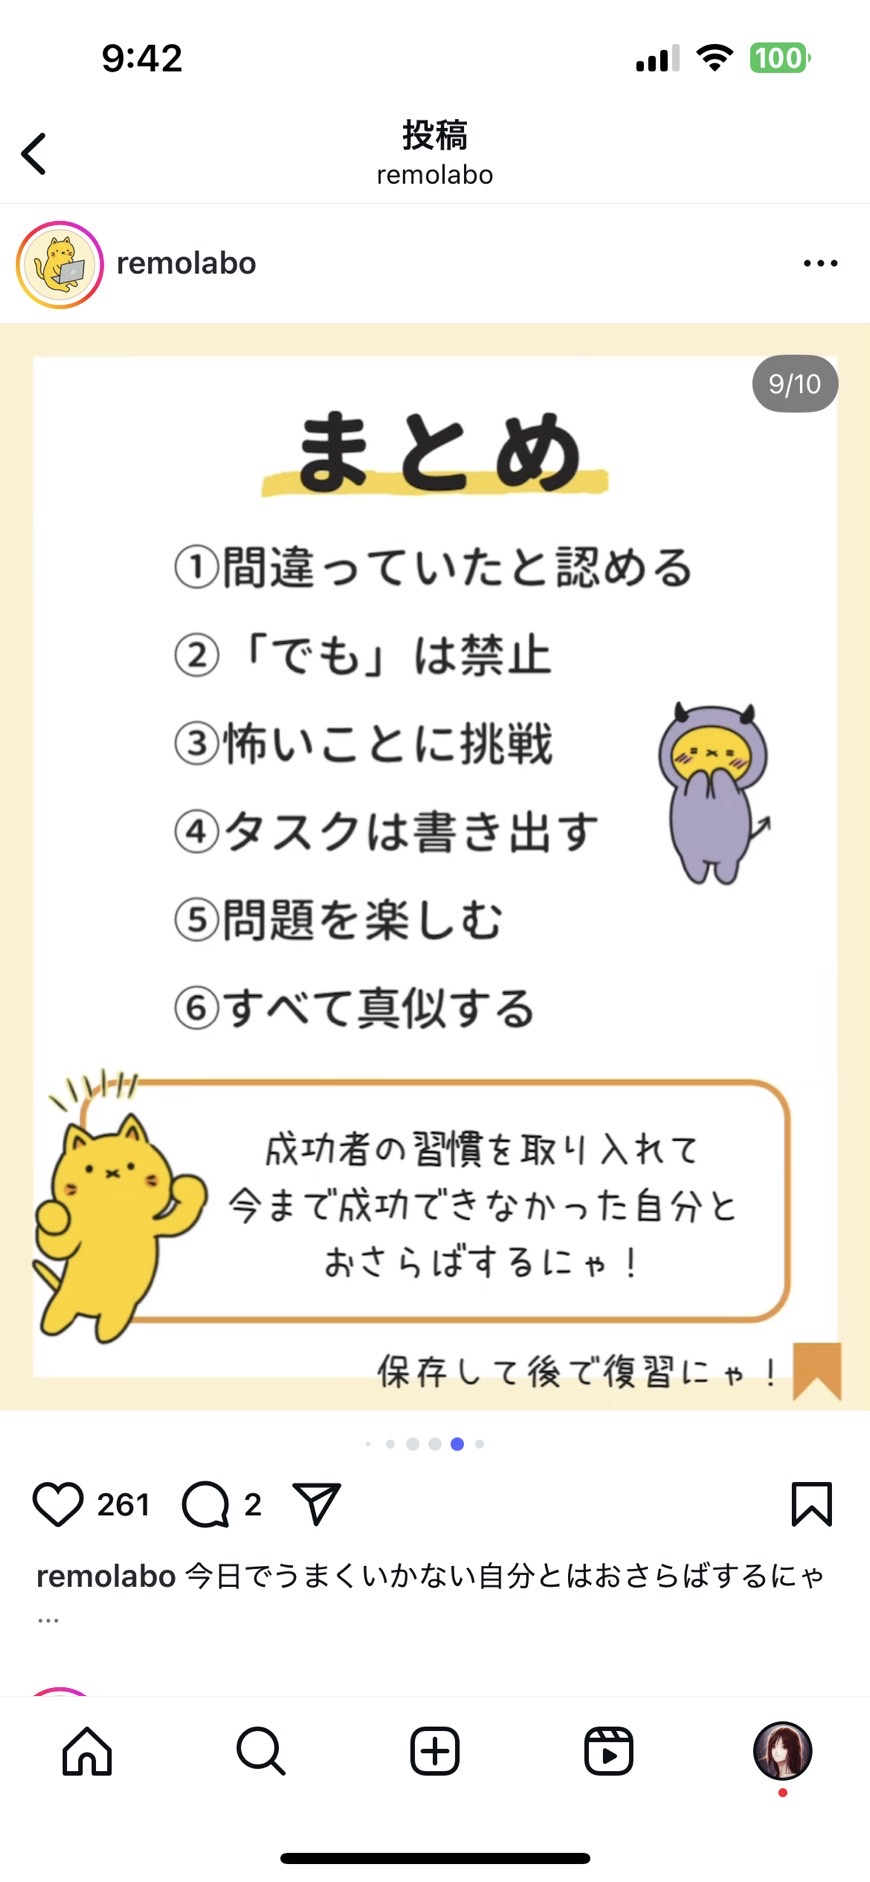 9:42
100
投稿
remolabo
remolabo
9/10
まとめ
①間違っていたと認める
②「でも」は禁止
③怖いことに挑戦
④タスクは書き出す
⑤問題を楽しむ
⑥すべて真似する
成功者の習慣を取り入れて
今まで成功できなかった自分と
おさらばするにゃ！
保存して後で復習にゃ！
261 2
remolabo 今日でうまくいかない自分とはおさらばするにゃ
...